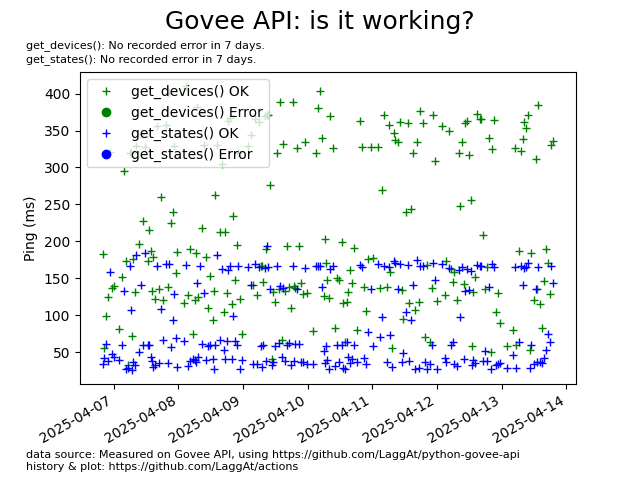 Govee API: is it working?
get_devices(): No recorded error in 7 days.
get_states(): No recorded error in 7 days.
get_devices() OK
get_devices() Error
get_states() OK
get_states() Error
Ping (ms)
400
350
300
250
200
150
100
50
2025-04-07
2025-04-08
2025-04-09
2025-04-10
2025-04-11
2025-04-12
2025-04-13
2025-04-14
data source: Measured on Govee API, using https://github.com/LaggAt/python-govee-api
history & plot: https://github.com/LaggAt/actions